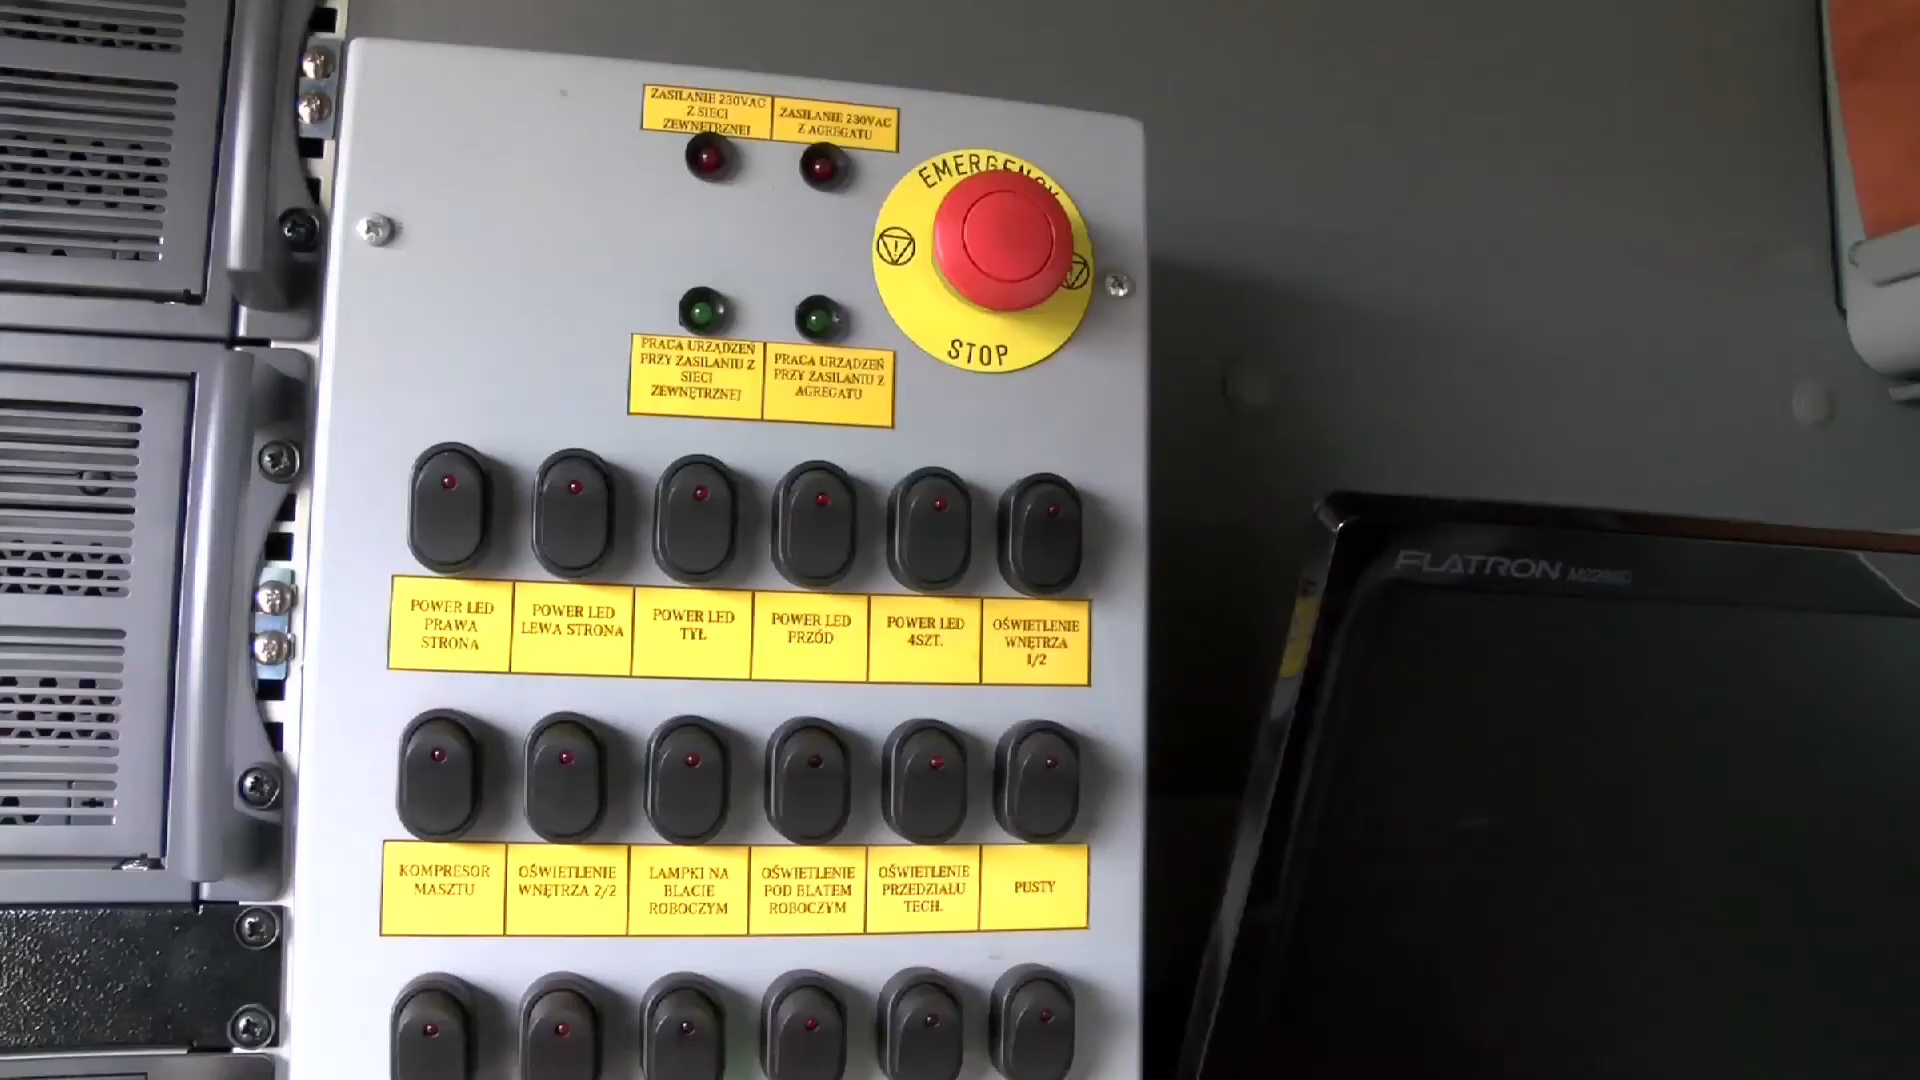 ZASILANIE 230VAC
Z SIECI
ZEWNĘTRZNEJ
ZASILANIE 230VAC
Z AGREGATU
EMERGENCY
STOP
PRACA URZĄDZEŃ
PRZY ZASILANIU Z
SIECI
ZEWNĘTRZNEJ
PRACA URZĄDZEŃ
PRZY ZASILANIU Z
AGREGATU
POWER LED
PRAWA
STRONA
POWER LED
LEWA STRONA
POWER LED
TYŁ
POWER LED
PRZÓD
POWER LED
4SZT.
OŚWIETLENIE
WNĘTRZA
1/2
FLATRON
KOMPRESOR
MASZTU
OŚWIETLENIE
WNĘTRZA 2/2
LAMPKI NA
BLACIE
ROBOCZYM
OŚWIETLENIE
POD BLATEM
ROBOCZYM
OŚWIETLENIE
PRZEDZIAŁU
TECH.
PUSTY